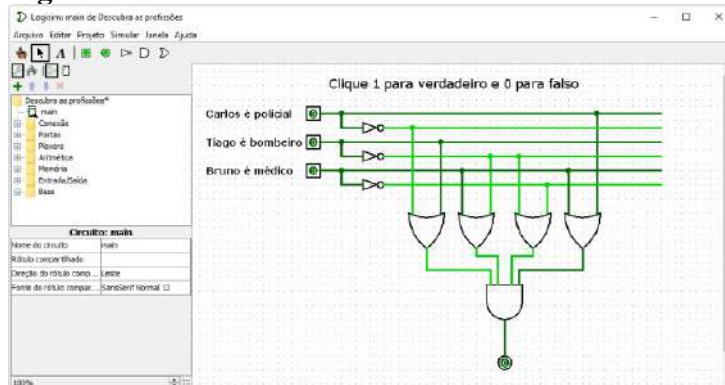 Logisim: main de Descubra as profissões
Arquivo Editar Projeto Simular Janela Ajuda
Descubra as profissões*
main
Conexão
Portas
Plexers
Aritmética
Memória
Entrada/Saída
Base
Circuito: main
Nome do circuito main
Rótulo compartilhado
Direção do rótulo comp... Leste
Fonte do rótulo compar... SansSerif Normal 12
100%
Clique 1 para verdadeiro e 0 para falso
Carlos é policial 0
Tiago é bombeiro 0
Bruno é médico 0
0